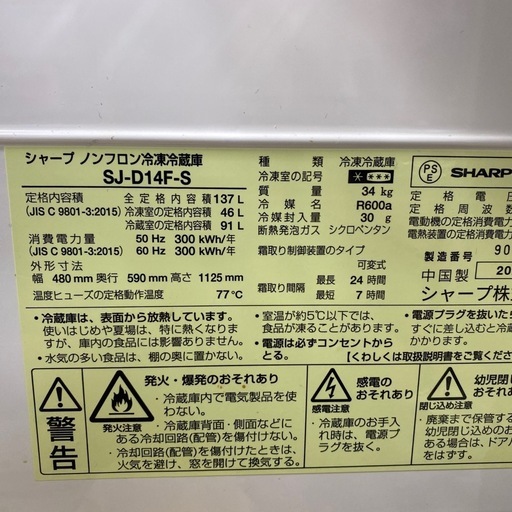 シャープ ノンフロン冷凍冷蔵庫
SJ-D14F-S
定格内容積 全定格内容積 137 L
(JIS C 9801-3:2015) 冷凍室の定格内容積 46 L
冷蔵室の定格内容積 91 L
消費電力量 50 Hz 300 kWh/年
(JIS C 9801-3:2015) 60 Hz 300 kWh/年
外形寸法
幅 480 mm 奥行 590 mm 高さ 1125 mm
温度ヒューズの定格動作温度 77℃
種類 冷凍冷蔵庫
冷凍室の記号
質量 34 kg
冷媒 R600a
冷媒封入量 30 g
断熱発泡ガス シクロペンタン
霜取り制御装置のタイプ
可変式
霜取り間隔 最長 24 時間
最短 7 時間
PS
E
SHARP
定格電
定格周波
電動機の定格消費
電熱装置の定格消費
製造番号 90
中国製 20
シャープ株
・冷蔵庫は、表面から放熱しています。
使いはじめや夏場は、特に熱くなりま
すが、庫内の食品には影響ありません。
・水気の多い食品は、棚の奥に置かない。
・室温が約5℃以下では、食品が
凍ることがあります。
・電源は必ずコンセントから
とる。
・電源プラグを抜いたら
すぐに差し込むと冷
かかります。
【くわしくは取扱説明書をご覧くださ
警告
発火注意
発火・爆発のおそれあり
・冷蔵庫内で電気製品を使
わない。
・冷蔵庫背面・側面などに
ある冷却回路(配管)を傷付けない。
・冷却回路(配管)を傷付けたときは、
火気を避け、窓を開けて換気する。
感電注意
感電の
おそれあり
・冷蔵庫のお手入
れ時は、電源プ
ラグを抜く。
閉じ込め注意
幼児閉
おそれ
・廃棄まで保管する
幼児閉じ込めのお
ある場合は、ドア